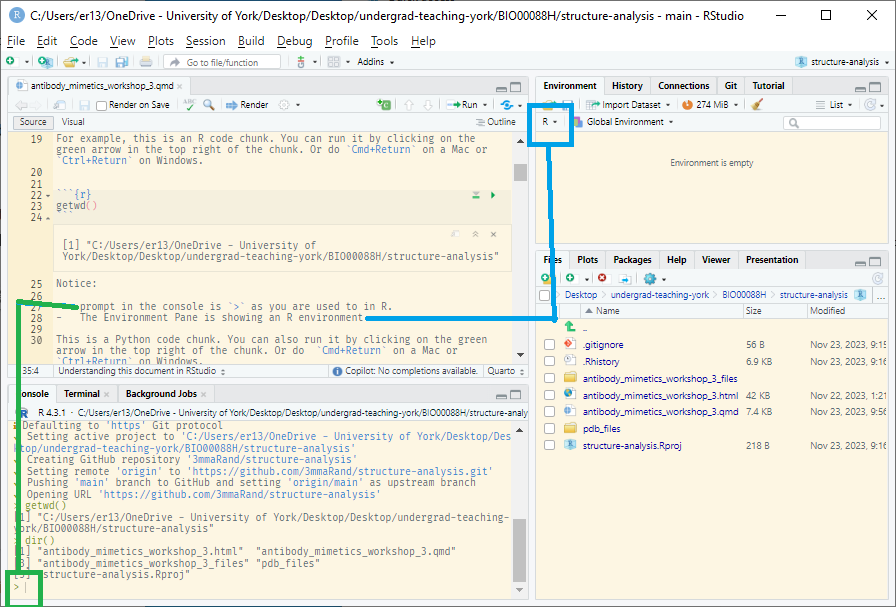 C:/Users/er13/OneDrive - University of York/Desktop/Desktop/undergrad-teaching-york/BIO00088H/structure-analysis - main - RStudio
File Edit Code View Plots Session Build Debug Profile Tools Help
Go to file/function Addins structure-analysis
antibody_mimetics_workshop_3.qmd
Render on Save Render Run
Source Visual Outline
19 For example, this is an R code chunk. You can run it by clicking on the
green arrow in the top right of the chunk. Or do `Cmd+Return` on a Mac or
`Ctrl+Return` on Windows.
20
21
22 ```{r}
23 getwd()
24 ```
[1] "C:/Users/er13/OneDrive - University of
York/Desktop/Desktop/undergrad-teaching-york/BIO00088H/structure-analysis"
25 Notice:
26
27 prompt in the console is `>` as you are used to in R.
28 - The Environment Pane is showing an R environment
29
30 This is a Python code chunk. You can also run it by clicking on the green
arrow in the top right of the chunk. Or do `Cmd+Return` on a Mac or
`Ctrl+Return` on Windows.
35:4 Understanding this document in RStudio Copilot: No completions available. Quarto
onsole Terminal Background Jobs
R 4.3.1 · C:/Users/er13/OneDrive - University of York/Desktop/Desktop/undergrad-teaching-york/BIO00088H/structure-analy
Defaulting to 'https' Git protocol
Setting active project to 'C:/Users/er13/OneDrive - University of York/Desktop/Des
ktop/undergrad-teaching-york/BIO00088H/structure-analysis'
Creating GitHub repository '3mmaRand/structure-analysis'
Setting remote 'origin' to 'https://github.com/3mmaRand/structure-analysis.git'
Pushing 'main' branch to GitHub and setting 'origin/main' as upstream branch
Opening URL 'https://github.com/3mmaRand/structure-analysis'
getwd()
[1] "C:/Users/er13/OneDrive - University of York/Desktop/Desktop/undergrad-teaching-
york/BIO00088H/structure-analysis"
dir()
[1] "antibody_mimetics_workshop_3.html" "antibody_mimetics_workshop_3.qmd"
[3] "antibody_mimetics_workshop_3_files" "pdb_files"
[5] "structure-analysis.Rproj"
>
Environment History Connections Git Tutorial
Import Dataset 274 MiB List
R Global Environment
Environment is empty
Files Plots Packages Help Viewer Presentation
Desktop undergrad-teaching-york BIO00088H structure-analysis ...
Name Size Modified
..
.gitignore 56 B Nov 23, 2023, 9:15
.Rhistory 6.9 KB Nov 23, 2023, 9:16
antibody_mimetics_workshop_3_files
antibody_mimetics_workshop_3.html 42 KB Nov 22, 2023, 1:21
antibody_mimetics_workshop_3.qmd 7.4 KB Nov 23, 2023, 9:56
pdb_files
structure-analysis.Rproj 218 B Nov 23, 2023, 9:16